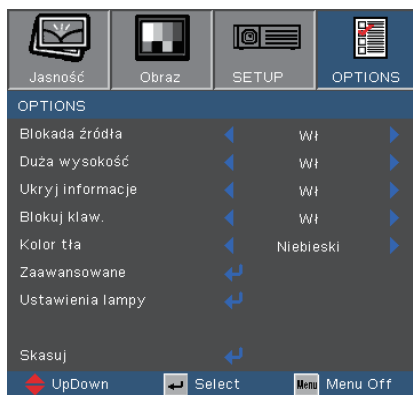 Jasność Obraz SETUP OPTIONS
OPTIONS
Blokada źródła Wł
Duża wysokość Wł
Ukryj informacje Wł
Blokuj klaw. Wł
Kolor tła Niebieski
Zaawansowane
Ustawienia lampy
Skasuj
UpDown Select Menu Menu Off